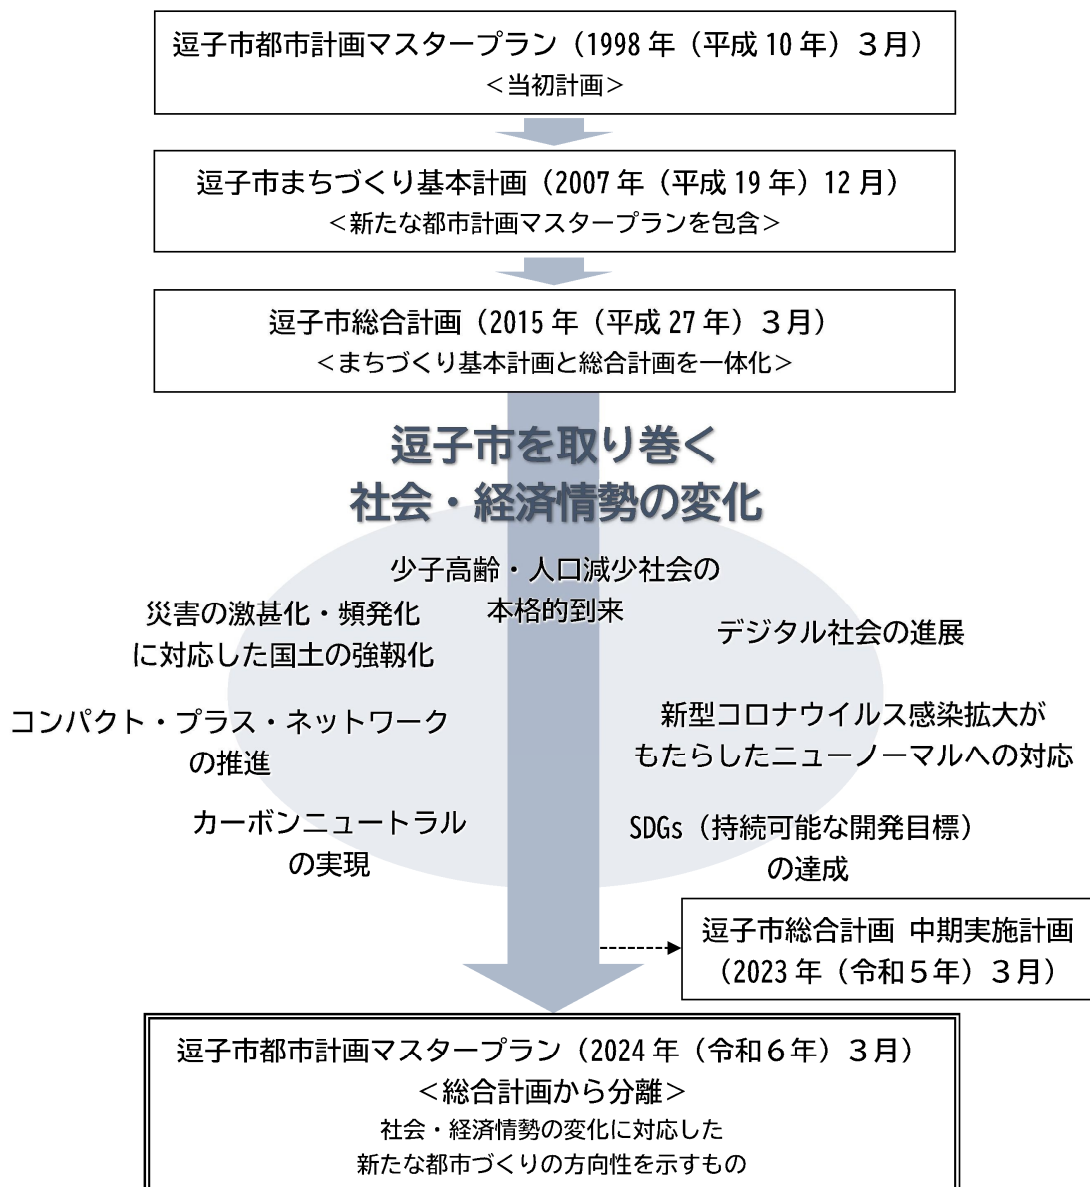 逗子市都市計画マスタープラン（1998年（平成10年）３月）
＜当初計画＞
逗子市まちづくり基本計画（2007年（平成19年）12月）
＜新たな都市計画マスタープランを包含＞
逗子市総合計画（2015年（平成27年）３月）
＜まちづくり基本計画と総合計画を一体化＞
逗子市を取り巻く
社会・経済情勢の変化
少子高齢・人口減少社会の
本格的到来
災害の激甚化・頻発化
に対応した国土の強靱化
デジタル社会の進展
コンパクト・プラス・ネットワーク
の推進
新型コロナウイルス感染拡大が
もたらしたニューノーマルへの対応
カーボンニュートラル
の実現
SDGs（持続可能な開発目標）
の達成
逗子市総合計画 中期実施計画
（2023年（令和５年）３月）
逗子市都市計画マスタープラン（2024年（令和６年）３月）
＜総合計画から分離＞
社会・経済情勢の変化に対応した
新たな都市づくりの方向性を示すもの